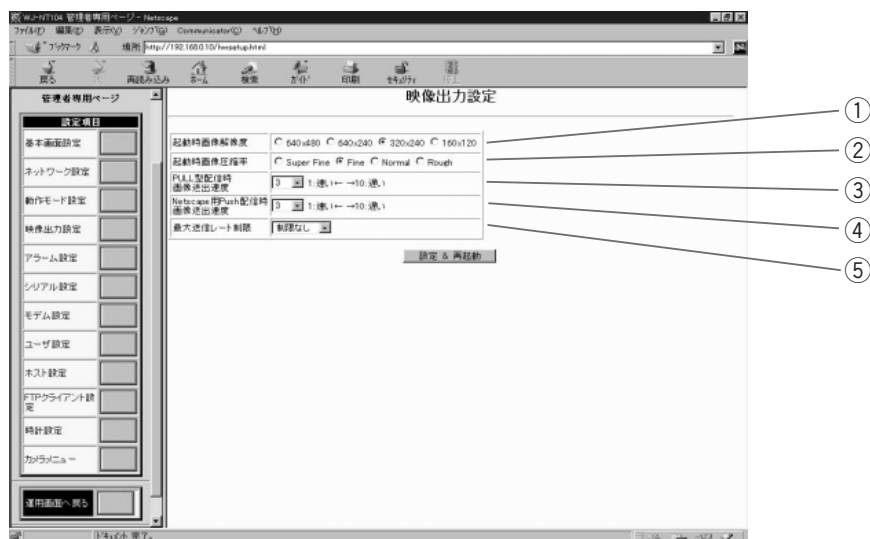 WJ-NT104 管理者専用ページ - Netscape
ファイル(F) 編集(E) 表示(V) ジャンプ(G) Communicator(C) ヘルプ(H)
ブックマーク 場所 http://192.168.0.10/hwsetup.html
戻る 再読み込み ホーム 検索 ガイド 印刷 セキュリティ 停止
管理者専用ページ
設定項目
基本画面設定
ネットワーク設定
動作モード設定
映像出力設定
アラーム設定
シリアル設定
モデム設定
ユーザ設定
ホスト設定
FTPクライアント設
定
時計設定
カメラメニュー
運用画面へ戻る
映像出力設定
起動時画像解像度 640x480 640x240 320x240 160x120
起動時画像圧縮率 Super Fine Fine Normal Rough
PULL型配信時
画像送出速度 3 1:速い← →10:遅い
Netscape用Push配信時
画像送出速度 3 1:速い← →10:遅い
最大送信レート制限 制限なし
設定 & 再起動
①
②
③
④
⑤
ドキュメント:完了。